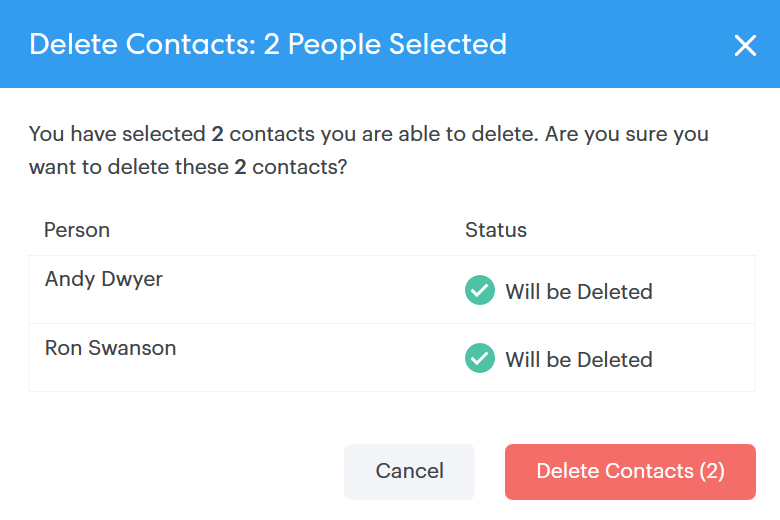 Delete Contacts: 2 People Selected
You have selected 2 contacts you are able to delete. Are you sure you
want to delete these 2 contacts?
Person Status
Andy Dwyer Will be Deleted
Ron Swanson Will be Deleted
Cancel Delete Contacts (2)